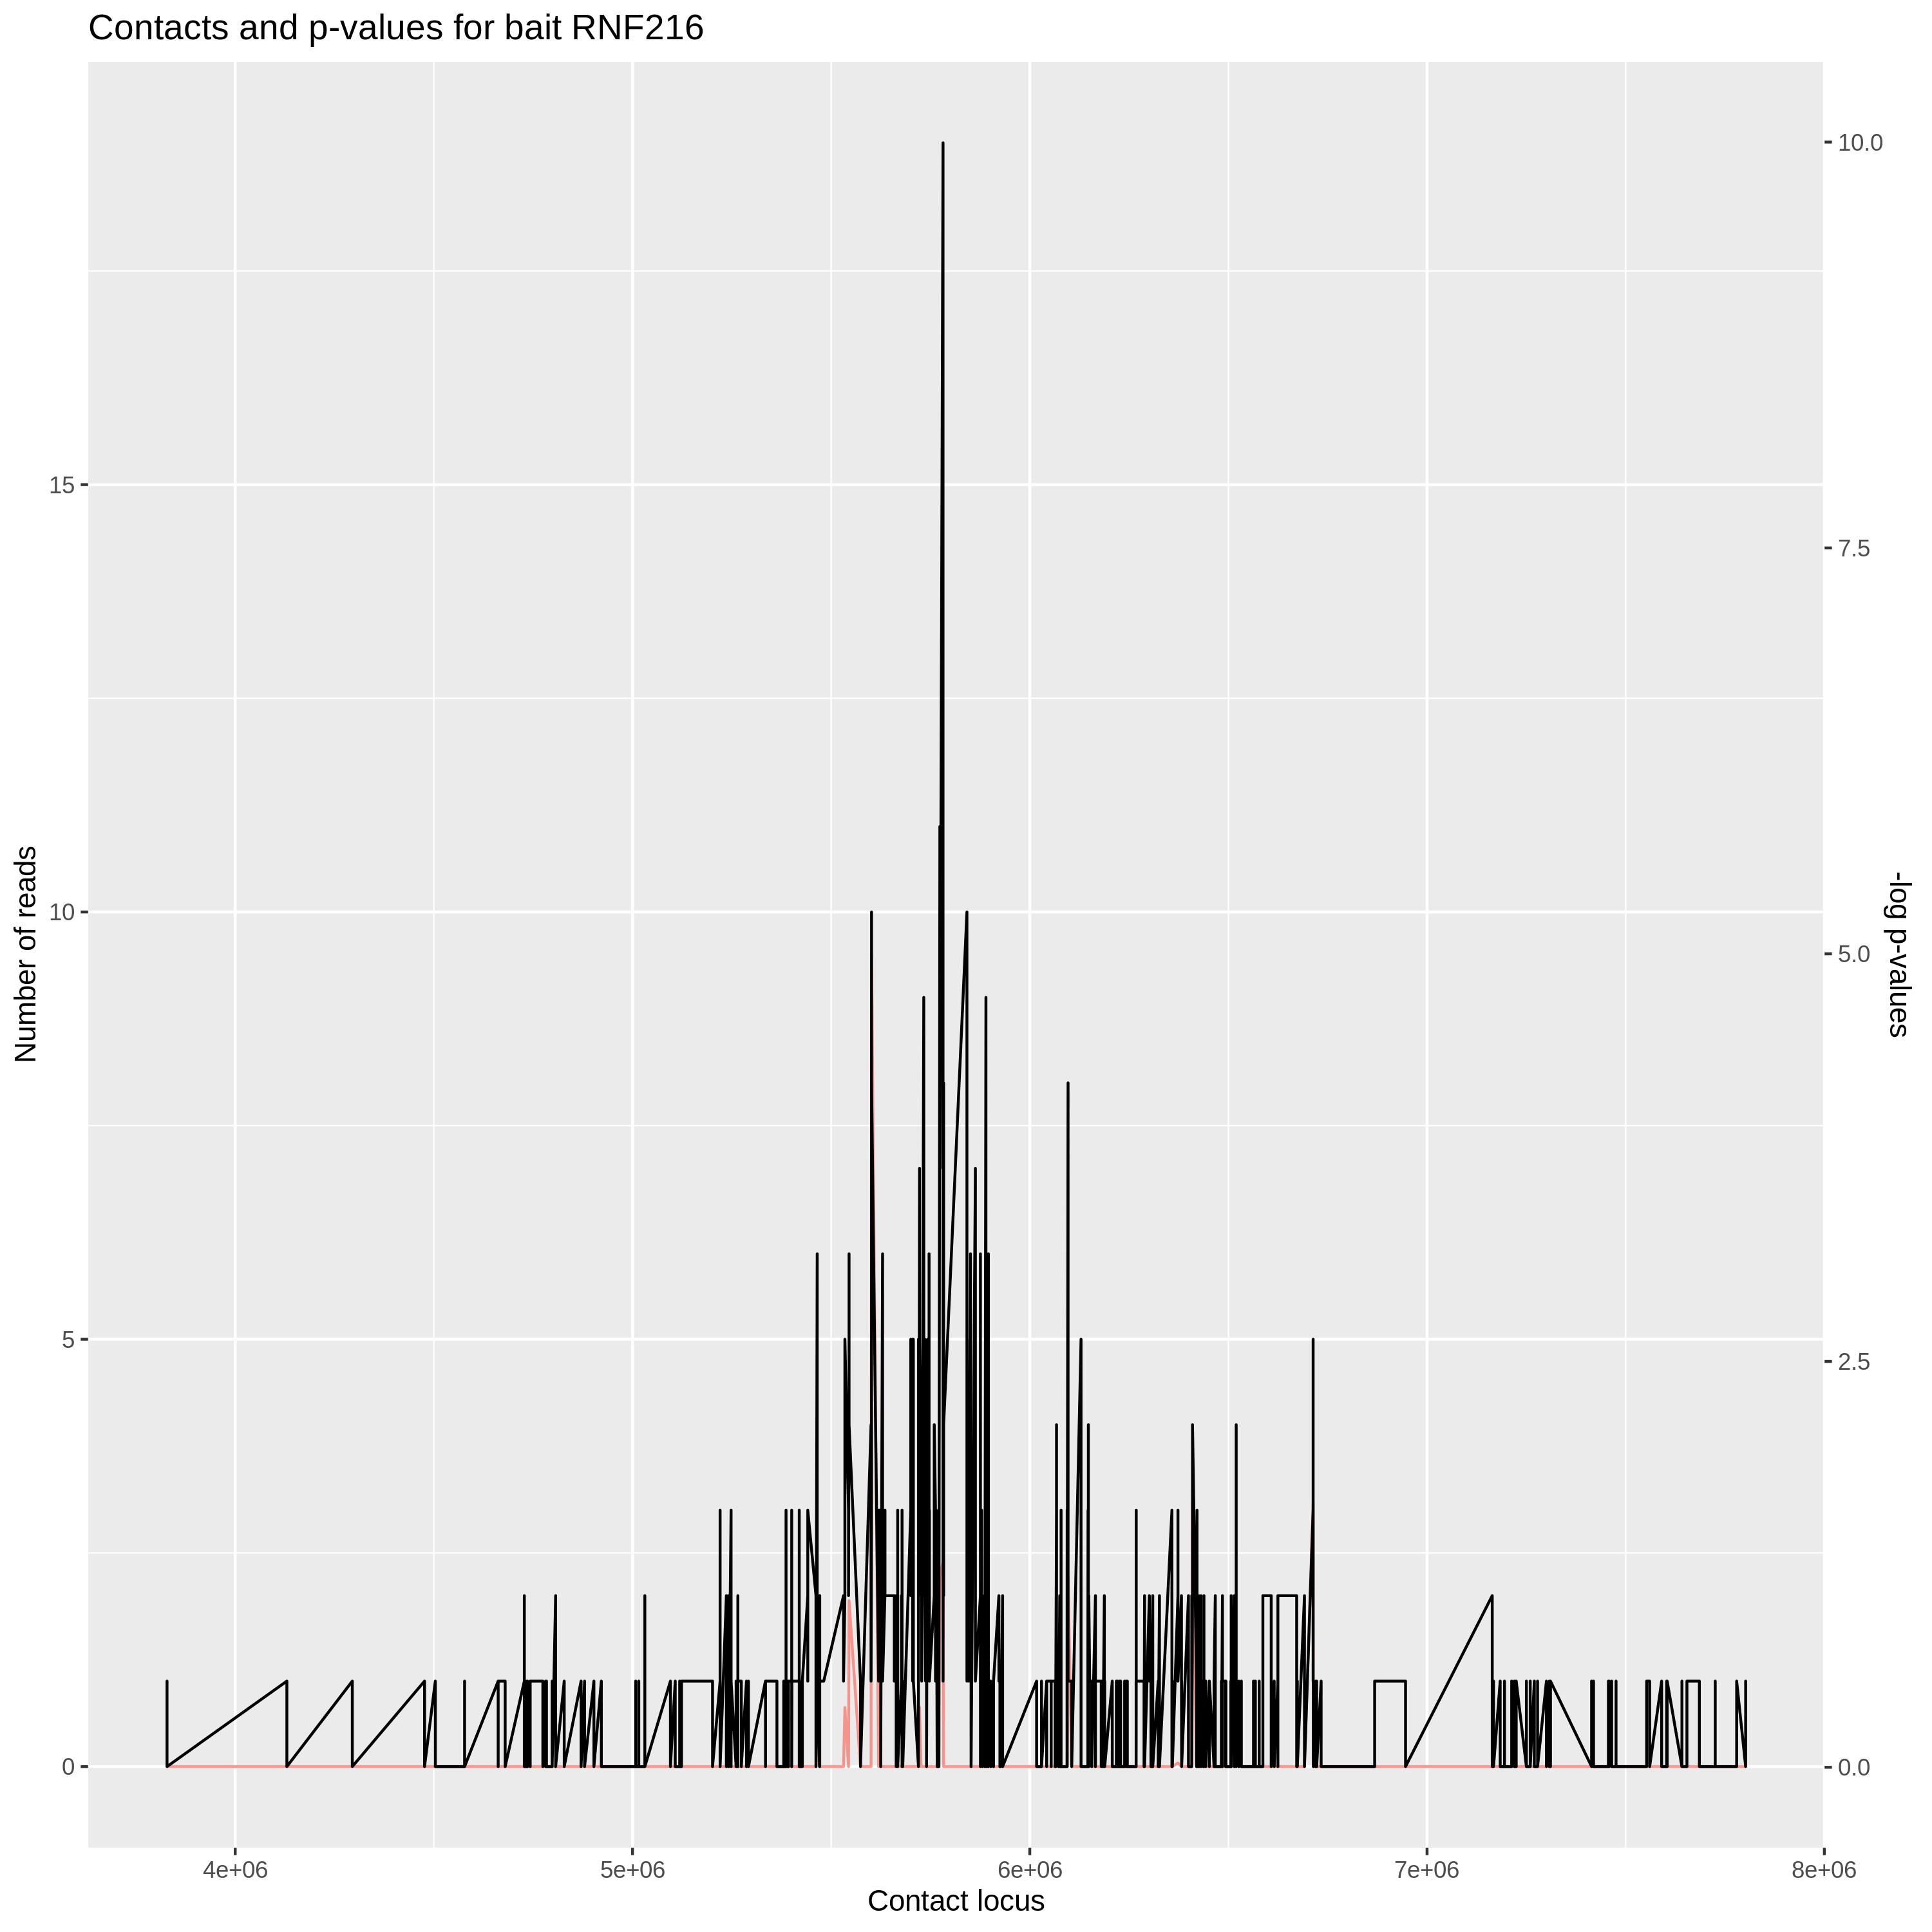 Contacts and p-values for bait RNF216
Number of reads
15
10
5
0
10.0
7.5
5.0
2.5
0.0
-log p-values
4e+06
5e+06
6e+06
7e+06
8e+06
Contact locus